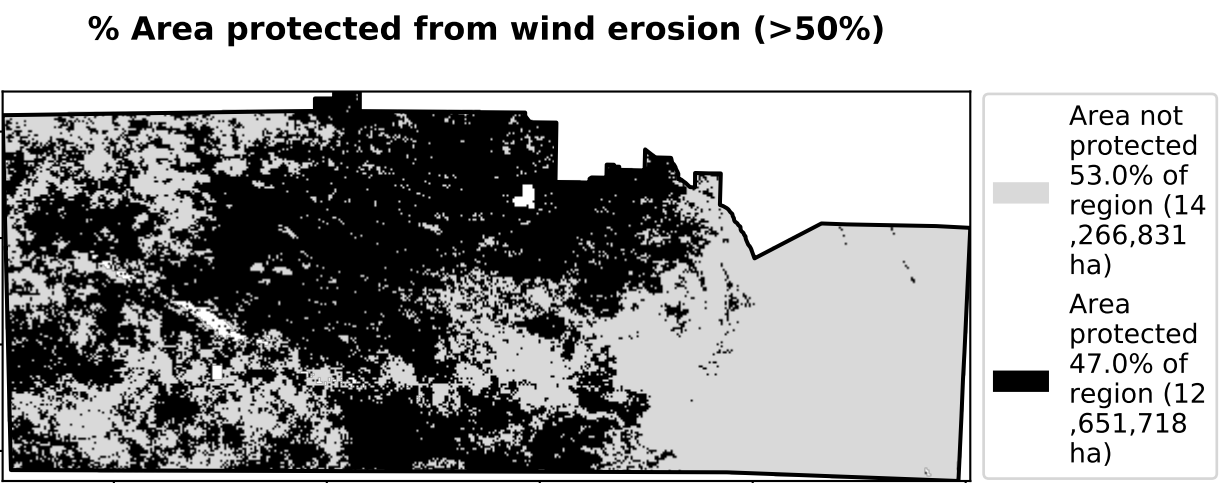 % Area protected from wind erosion (>50%)
Area not
protected
53.0% of
region (14
,266,831
ha)
Area
protected
47.0% of
region (12
,651,718
ha)